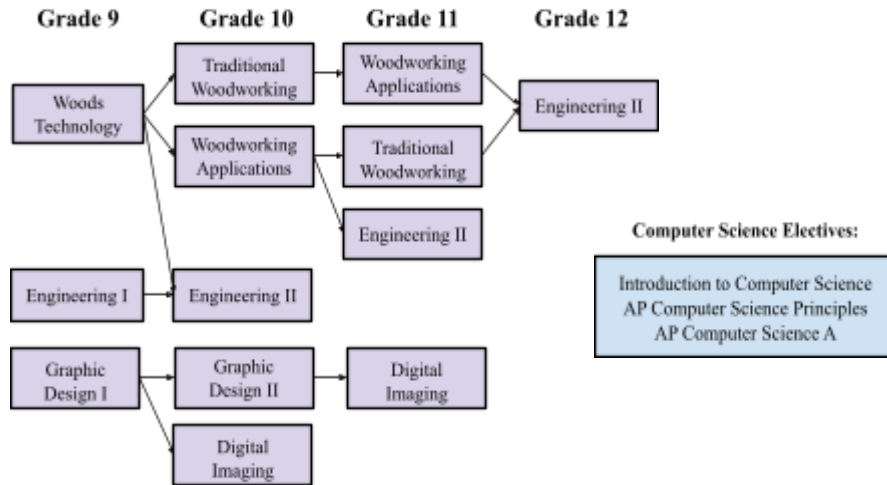 Grade 9
Grade 10
Grade 11
Grade 12
Woods
Technology
Traditional
Woodworking
Woodworking
Applications
Engineering II
Woodworking
Applications
Traditional
Woodworking
Engineering II
Engineering I
Engineering II
Graphic
Design I
Graphic
Design II
Digital
Imaging
Digital
Imaging
Computer Science Electives:
Introduction to Computer Science
AP Computer Science Principles
AP Computer Science A